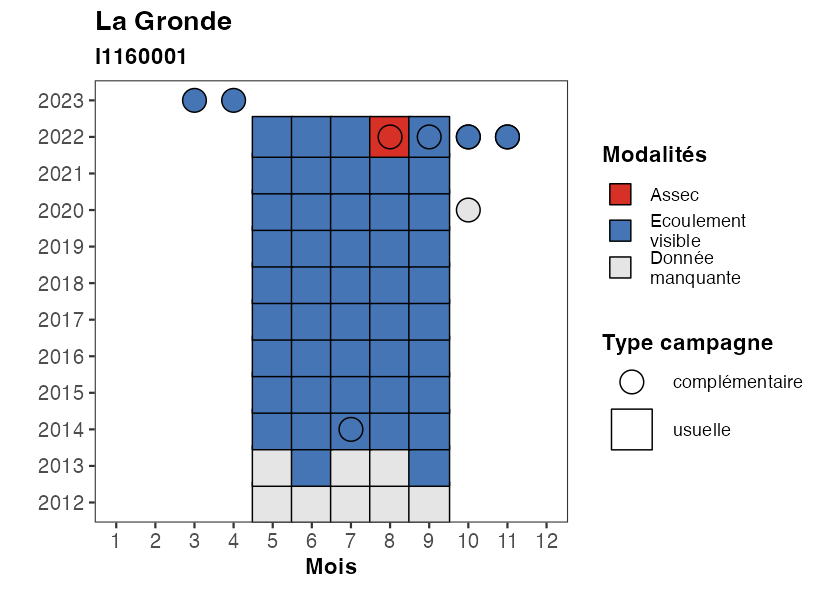 La Gronde
I1160001
2023
2022
2021
2020
2019
2018
2017
2016
2015
2014
2013
2012
1 2 3 4 5 6 7 8 9 10 11 12
Mois
Modalités
Assec
Ecoulement
visible
Donnée
manquante
Type campagne
complémentaire
usuelle